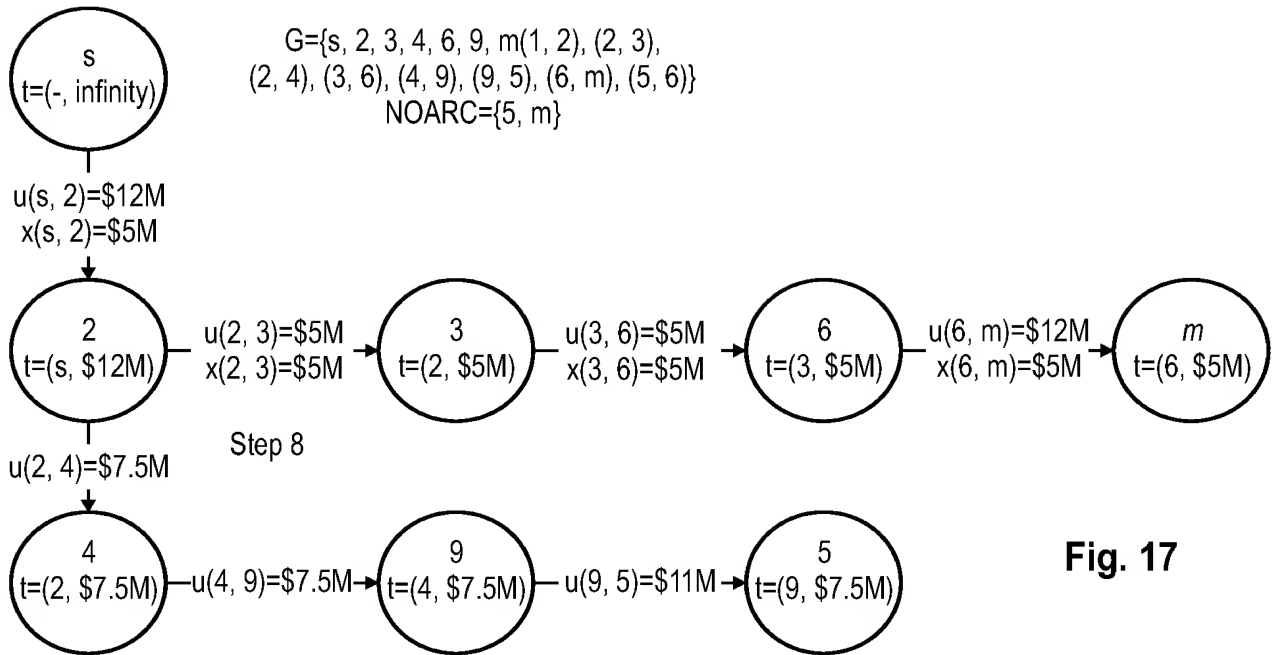 s
t=(-, infinity)
G={s, 2, 3, 4, 6, 9, m(1, 2), (2, 3),
(2, 4), (3, 6), (4, 9), (9, 5), (6, m), (5, 6)}
NOARC={5, m}
u(s, 2)=$12M
x(s, 2)=$5M
2
t=(s, $12M)
u(2, 3)=$5M
x(2, 3)=$5M
3
t=(2, $5M)
u(3, 6)=$5M
x(3, 6)=$5M
6
t=(3, $5M)
u(6, m)=$12M
x(6, m)=$5M
m
t=(6, $5M)
Step 8
u(2, 4)=$7.5M
4
t=(2, $7.5M)
u(4, 9)=$7.5M
9
t=(4, $7.5M)
u(9, 5)=$11M
5
t=(9, $7.5M)
Fig. 17